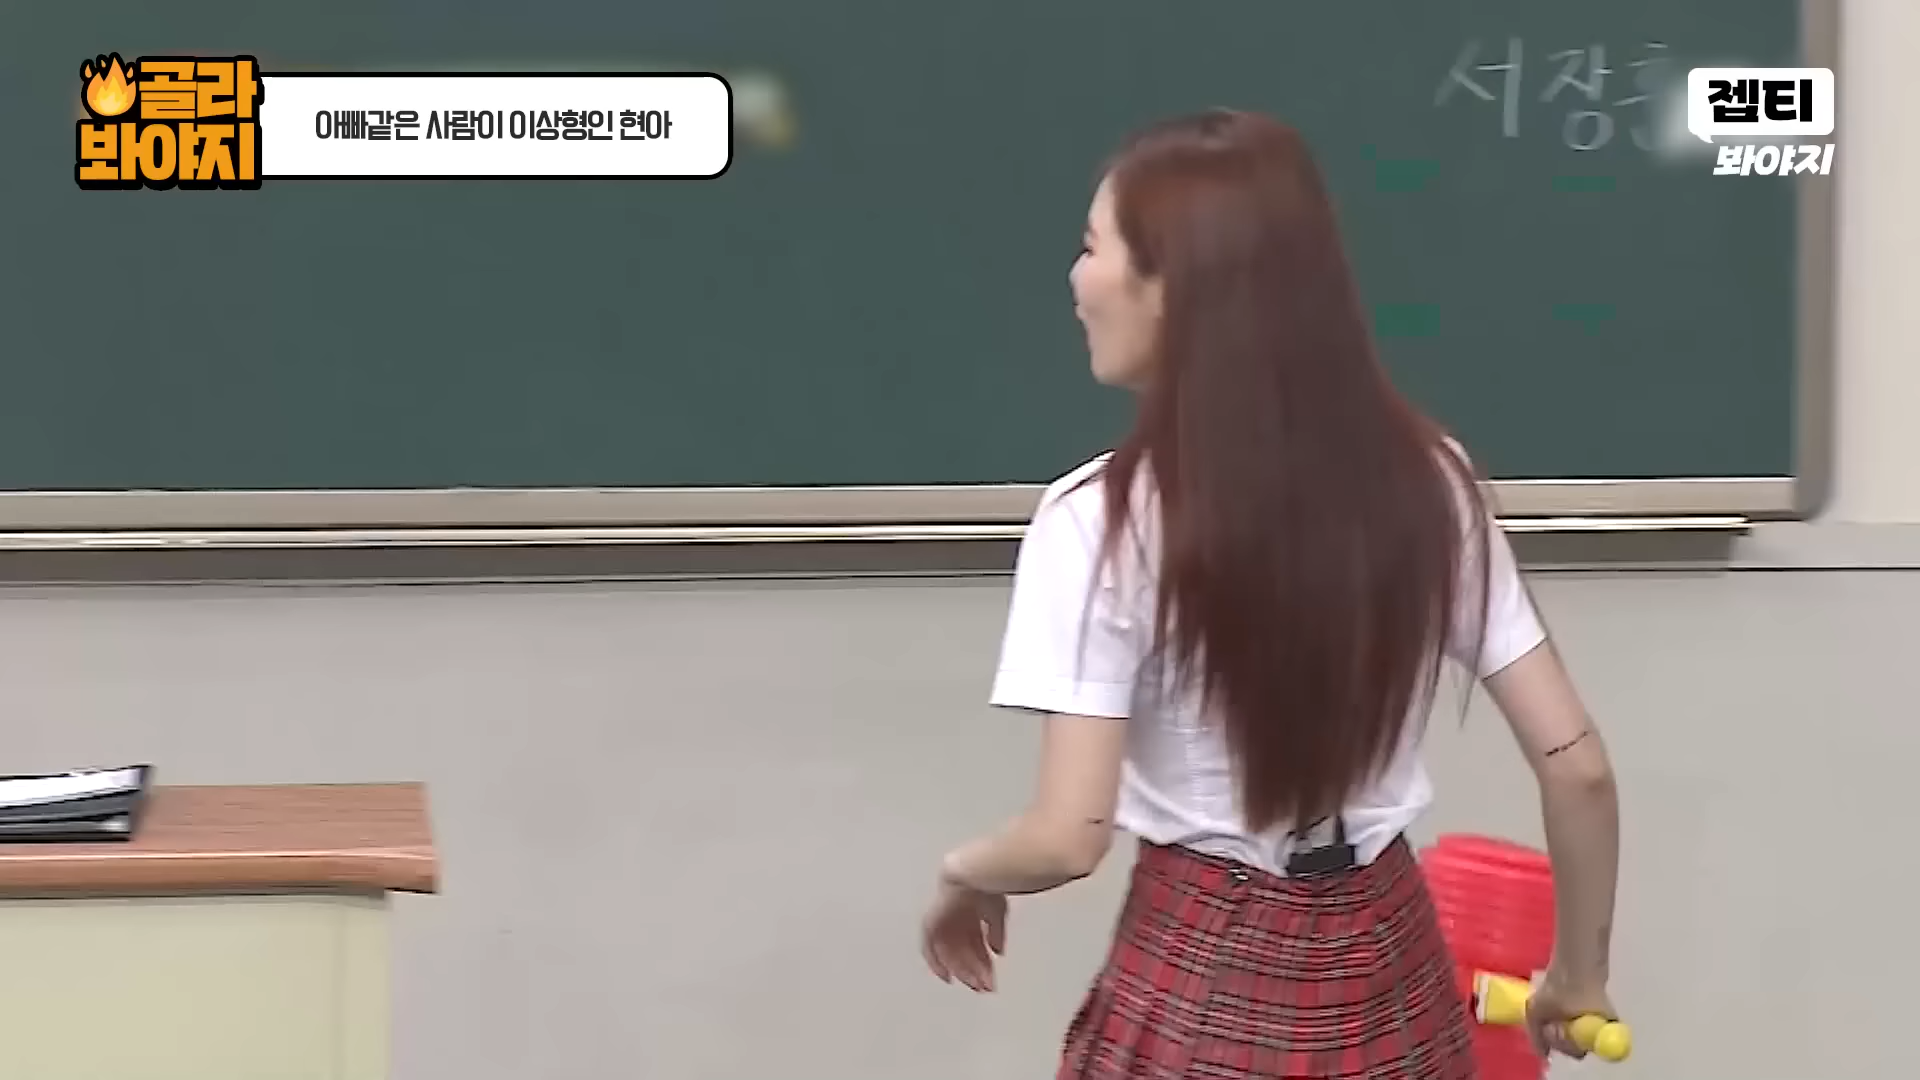 골라
봐야지
아빠같은 사람이 이상형인 현아
서장훈
젭티
봐야지